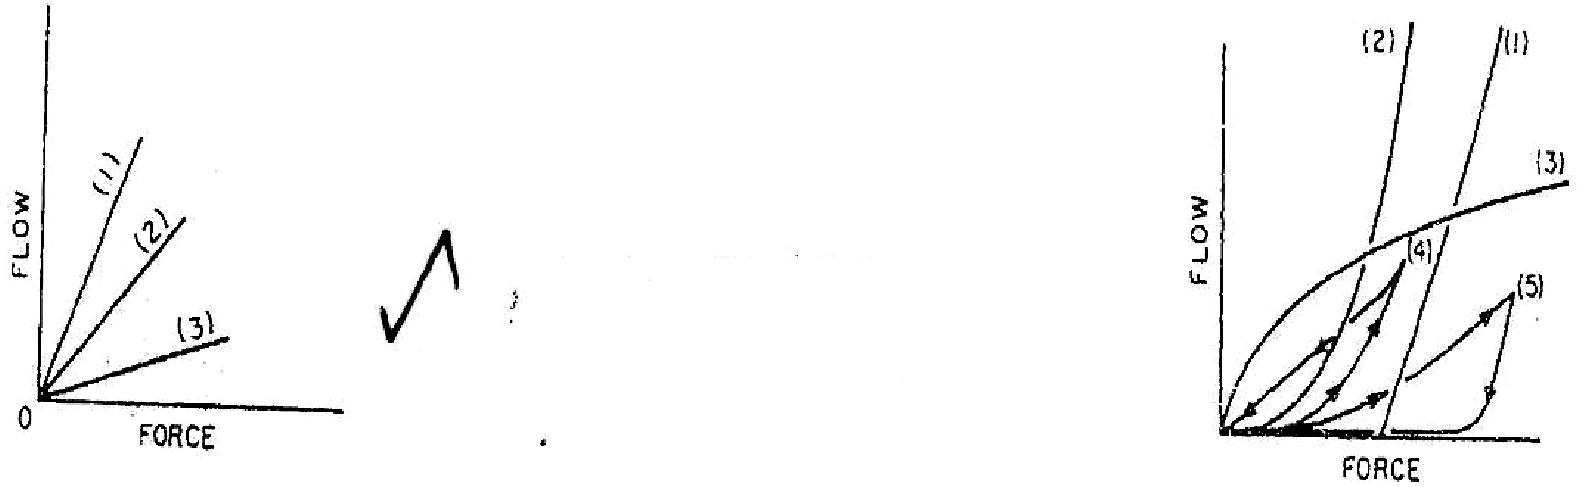 FLOW
(1)
(2)
(3)
0
FORCE
FLOW
(2)
(1)
(3)
(4)
(5)
FORCE